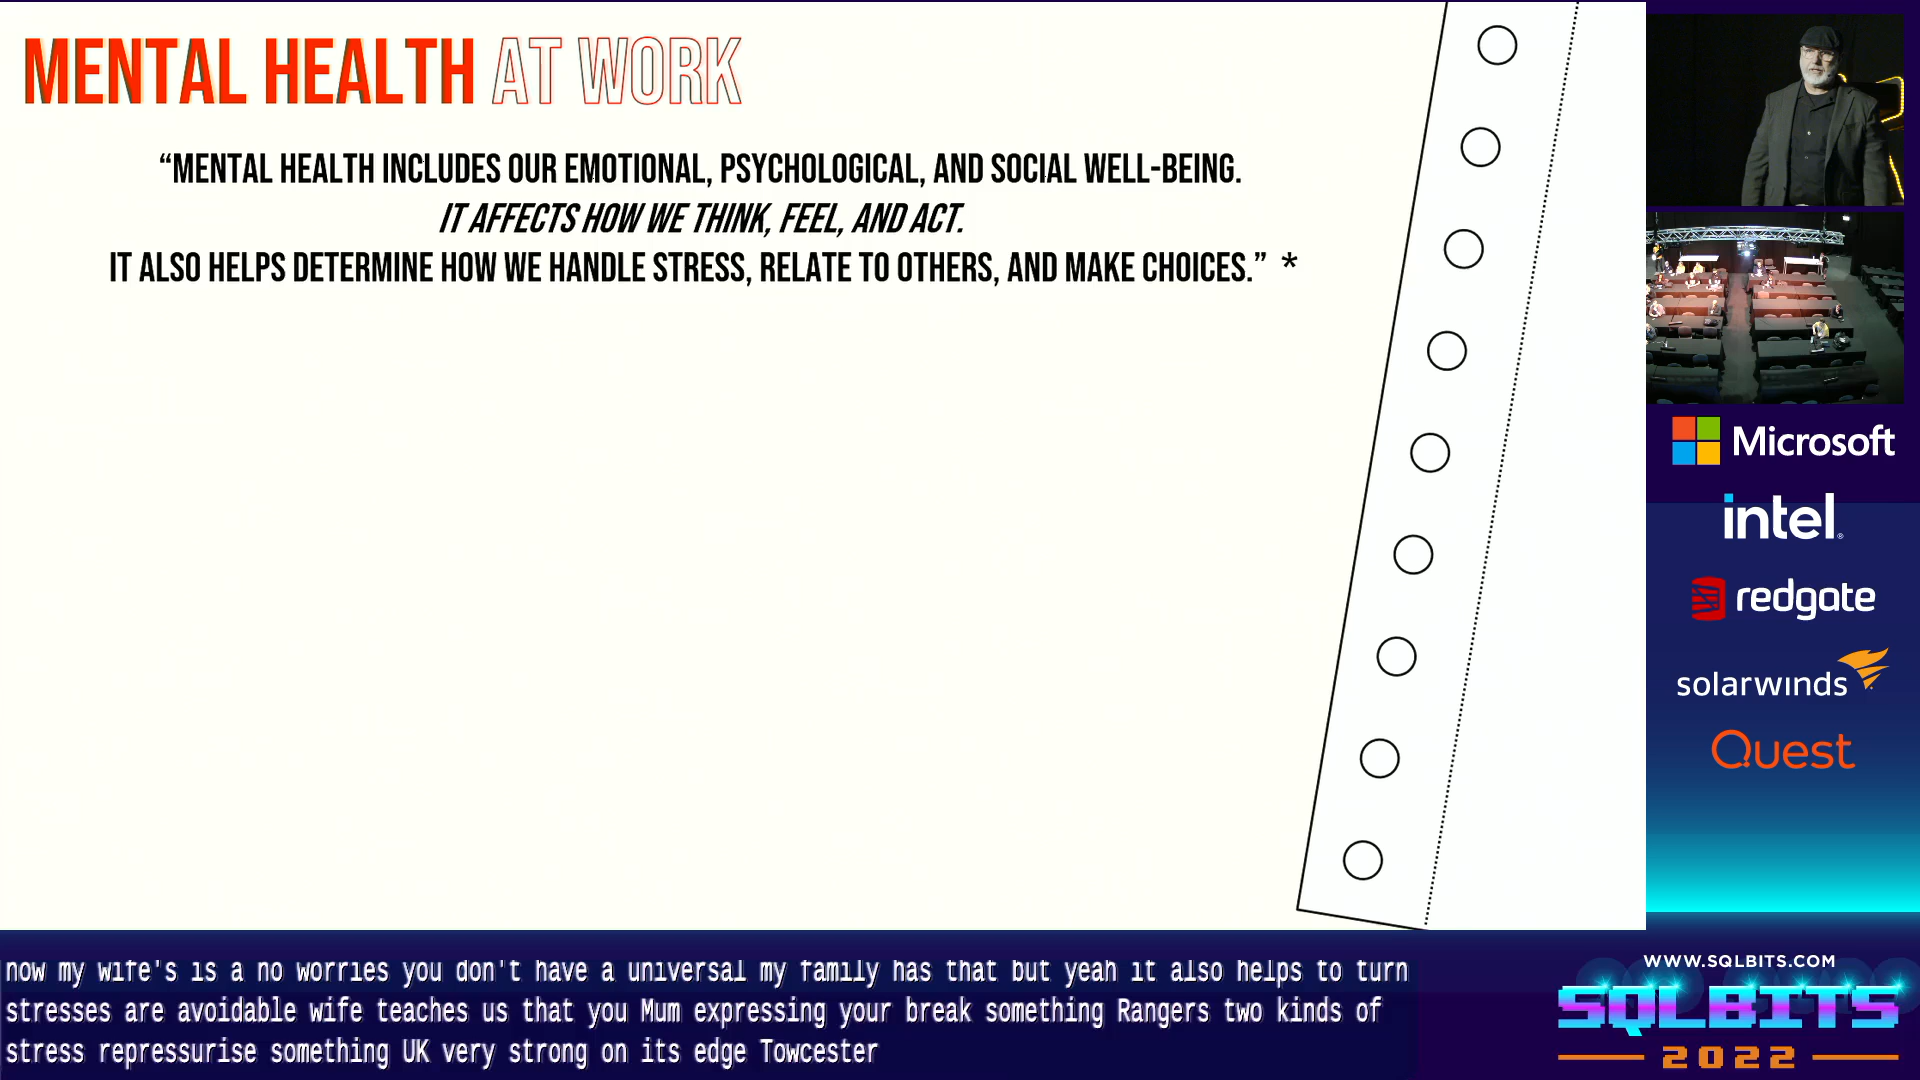 MENTAL HEALTH AT WORK
“MENTAL HEALTH INCLUDES OUR EMOTIONAL, PSYCHOLOGICAL, AND SOCIAL WELL-BEING.
IT AFFECTS HOW WE THINK, FEEL, AND ACT.
IT ALSO HELPS DETERMINE HOW WE HANDLE STRESS, RELATE TO OTHERS, AND MAKE CHOICES.” *
Microsoft
intel®
redgate
solarwinds
Quest
now my wife's is a no worries you don't have a universal my family has that but yeah it also helps to turn
stresses are avoidable wife teaches us that you Mum expressing your break something Rangers two kinds of
stress repressurise something UK very strong on its edge Towcester
WWW.SQLBITS.COM
SQLBITS
2022